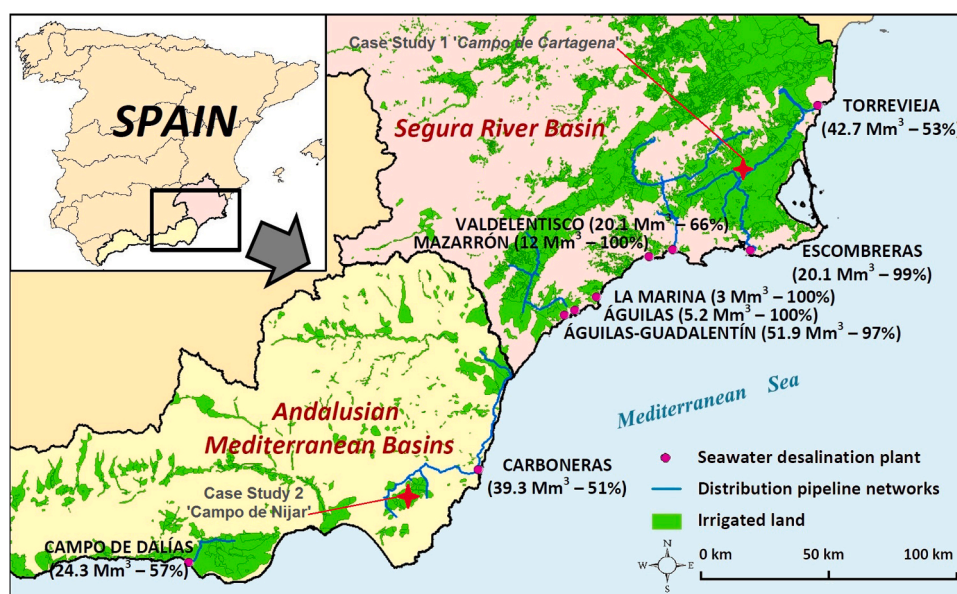 SPAIN
Case Study 1 'Campo de Cartagena'
Segura River Basin
TORREVIEJA
(42.7 Mm³ – 53%)
VALDELENTISCO (20.1 Mm³ – 66%)
MAZARRÓN (12 Mm³ – 100%)
ESCOMBRERAS
(20.1 Mm³ – 99%)
LA MARINA (3 Mm³ – 100%)
ÁGUILAS (5.2 Mm³ – 100%)
ÁGUILAS-GUADALENTÍN (51.9 Mm³ – 97%)
Mediterranean Sea
Andalusian
Mediterranean Basins
CARBONERAS
(39.3 Mm³ – 51%)
Case Study 2
'Campo de Nijar'
CAMPO DE DALÍAS
(24.3 Mm³ – 57%)
Seawater desalination plant
Distribution pipeline networks
Irrigated land
N
W E
S
0 km 50 km 100 km